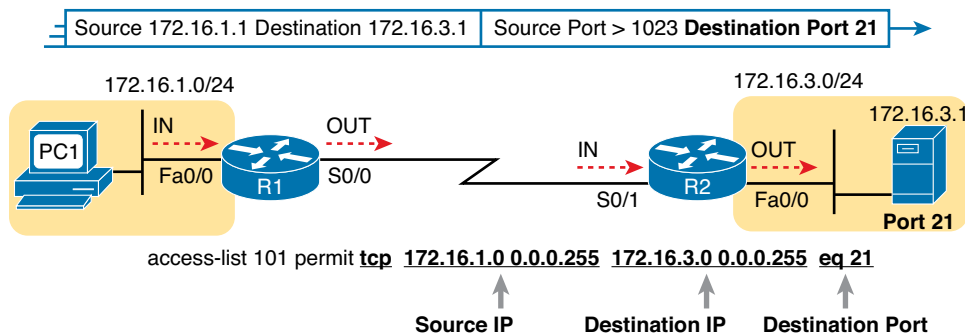 Source 172.16.1.1 Destination 172.16.3.1 Source Port > 1023 Destination Port 21
172.16.1.0/24
172.16.3.0/24
172.16.3.1
IN
OUT
IN
OUT
PC1
R1
R2
Fa0/0
S0/0
S0/1
Fa0/0
Port 21
access-list 101 permit tcp 172.16.1.0 0.0.0.255 172.16.3.0 0.0.0.255 eq 21
Source IP
Destination IP
Destination Port